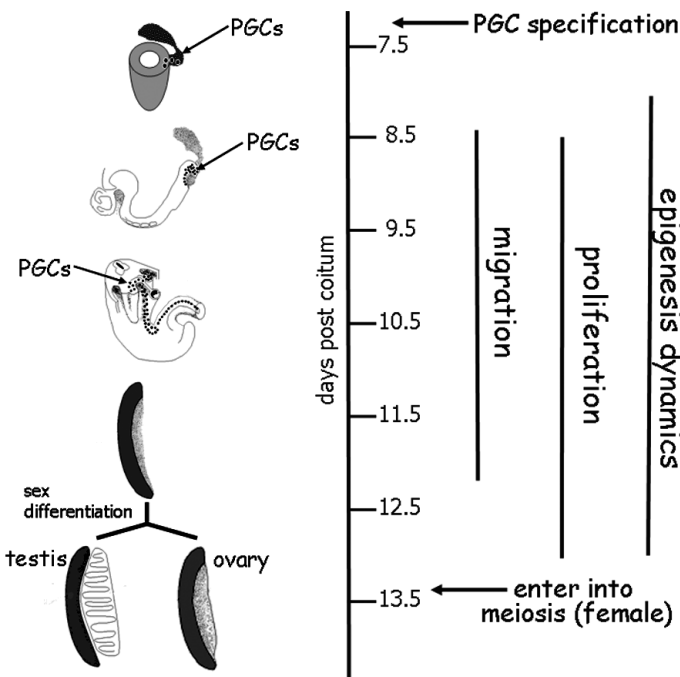 PGCs
PGC specification
7.5
PGCs
8.5
9.5
PGCs
10.5
11.5
12.5
13.5
days post coitum
migration
proliferation
epigenesis dynamics
sex
differentiation
testis
ovary
enter into
meiosis (female)